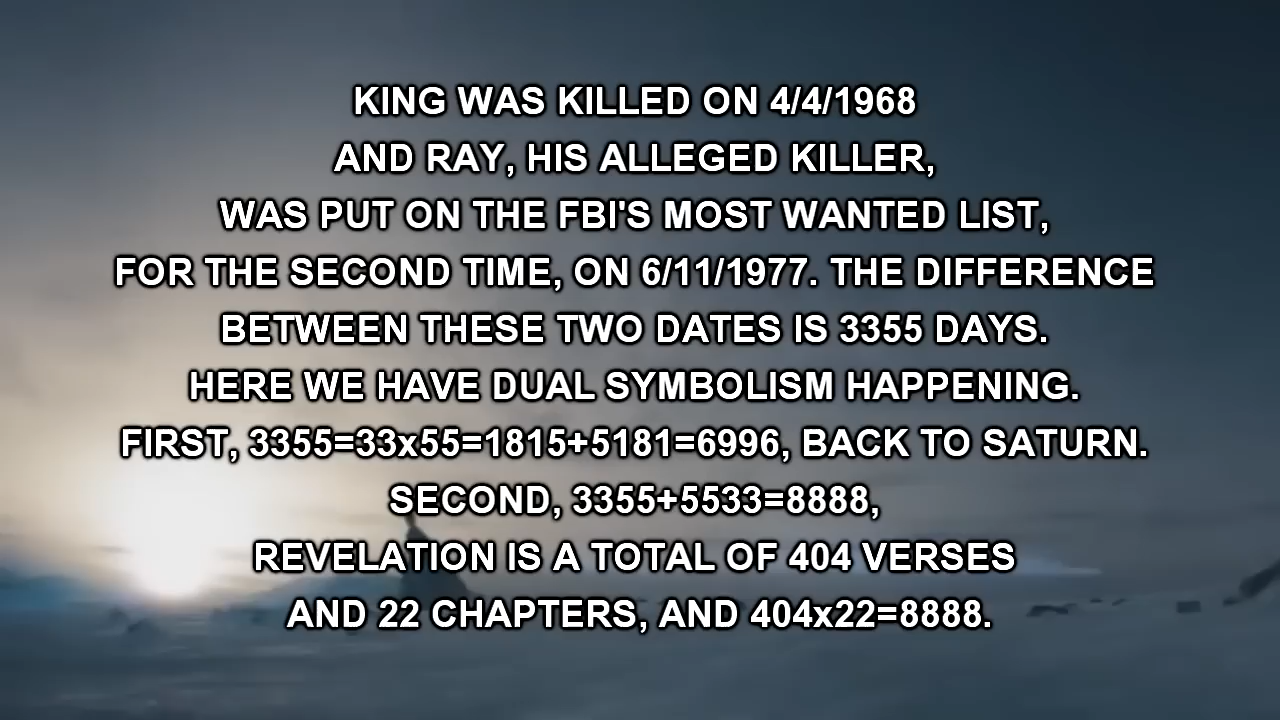 KING WAS KILLED ON 4/4/1968
AND RAY, HIS ALLEGED KILLER,
WAS PUT ON THE FBI'S MOST WANTED LIST,
FOR THE SECOND TIME, ON 6/11/1977. THE DIFFERENCE
BETWEEN THESE TWO DATES IS 3355 DAYS.
HERE WE HAVE DUAL SYMBOLISM HAPPENING.
FIRST, 3355=33x55=1815+5181=6996, BACK TO SATURN.
SECOND, 3355+5533=8888,
REVELATION IS A TOTAL OF 404 VERSES
AND 22 CHAPTERS, AND 404x22=8888.